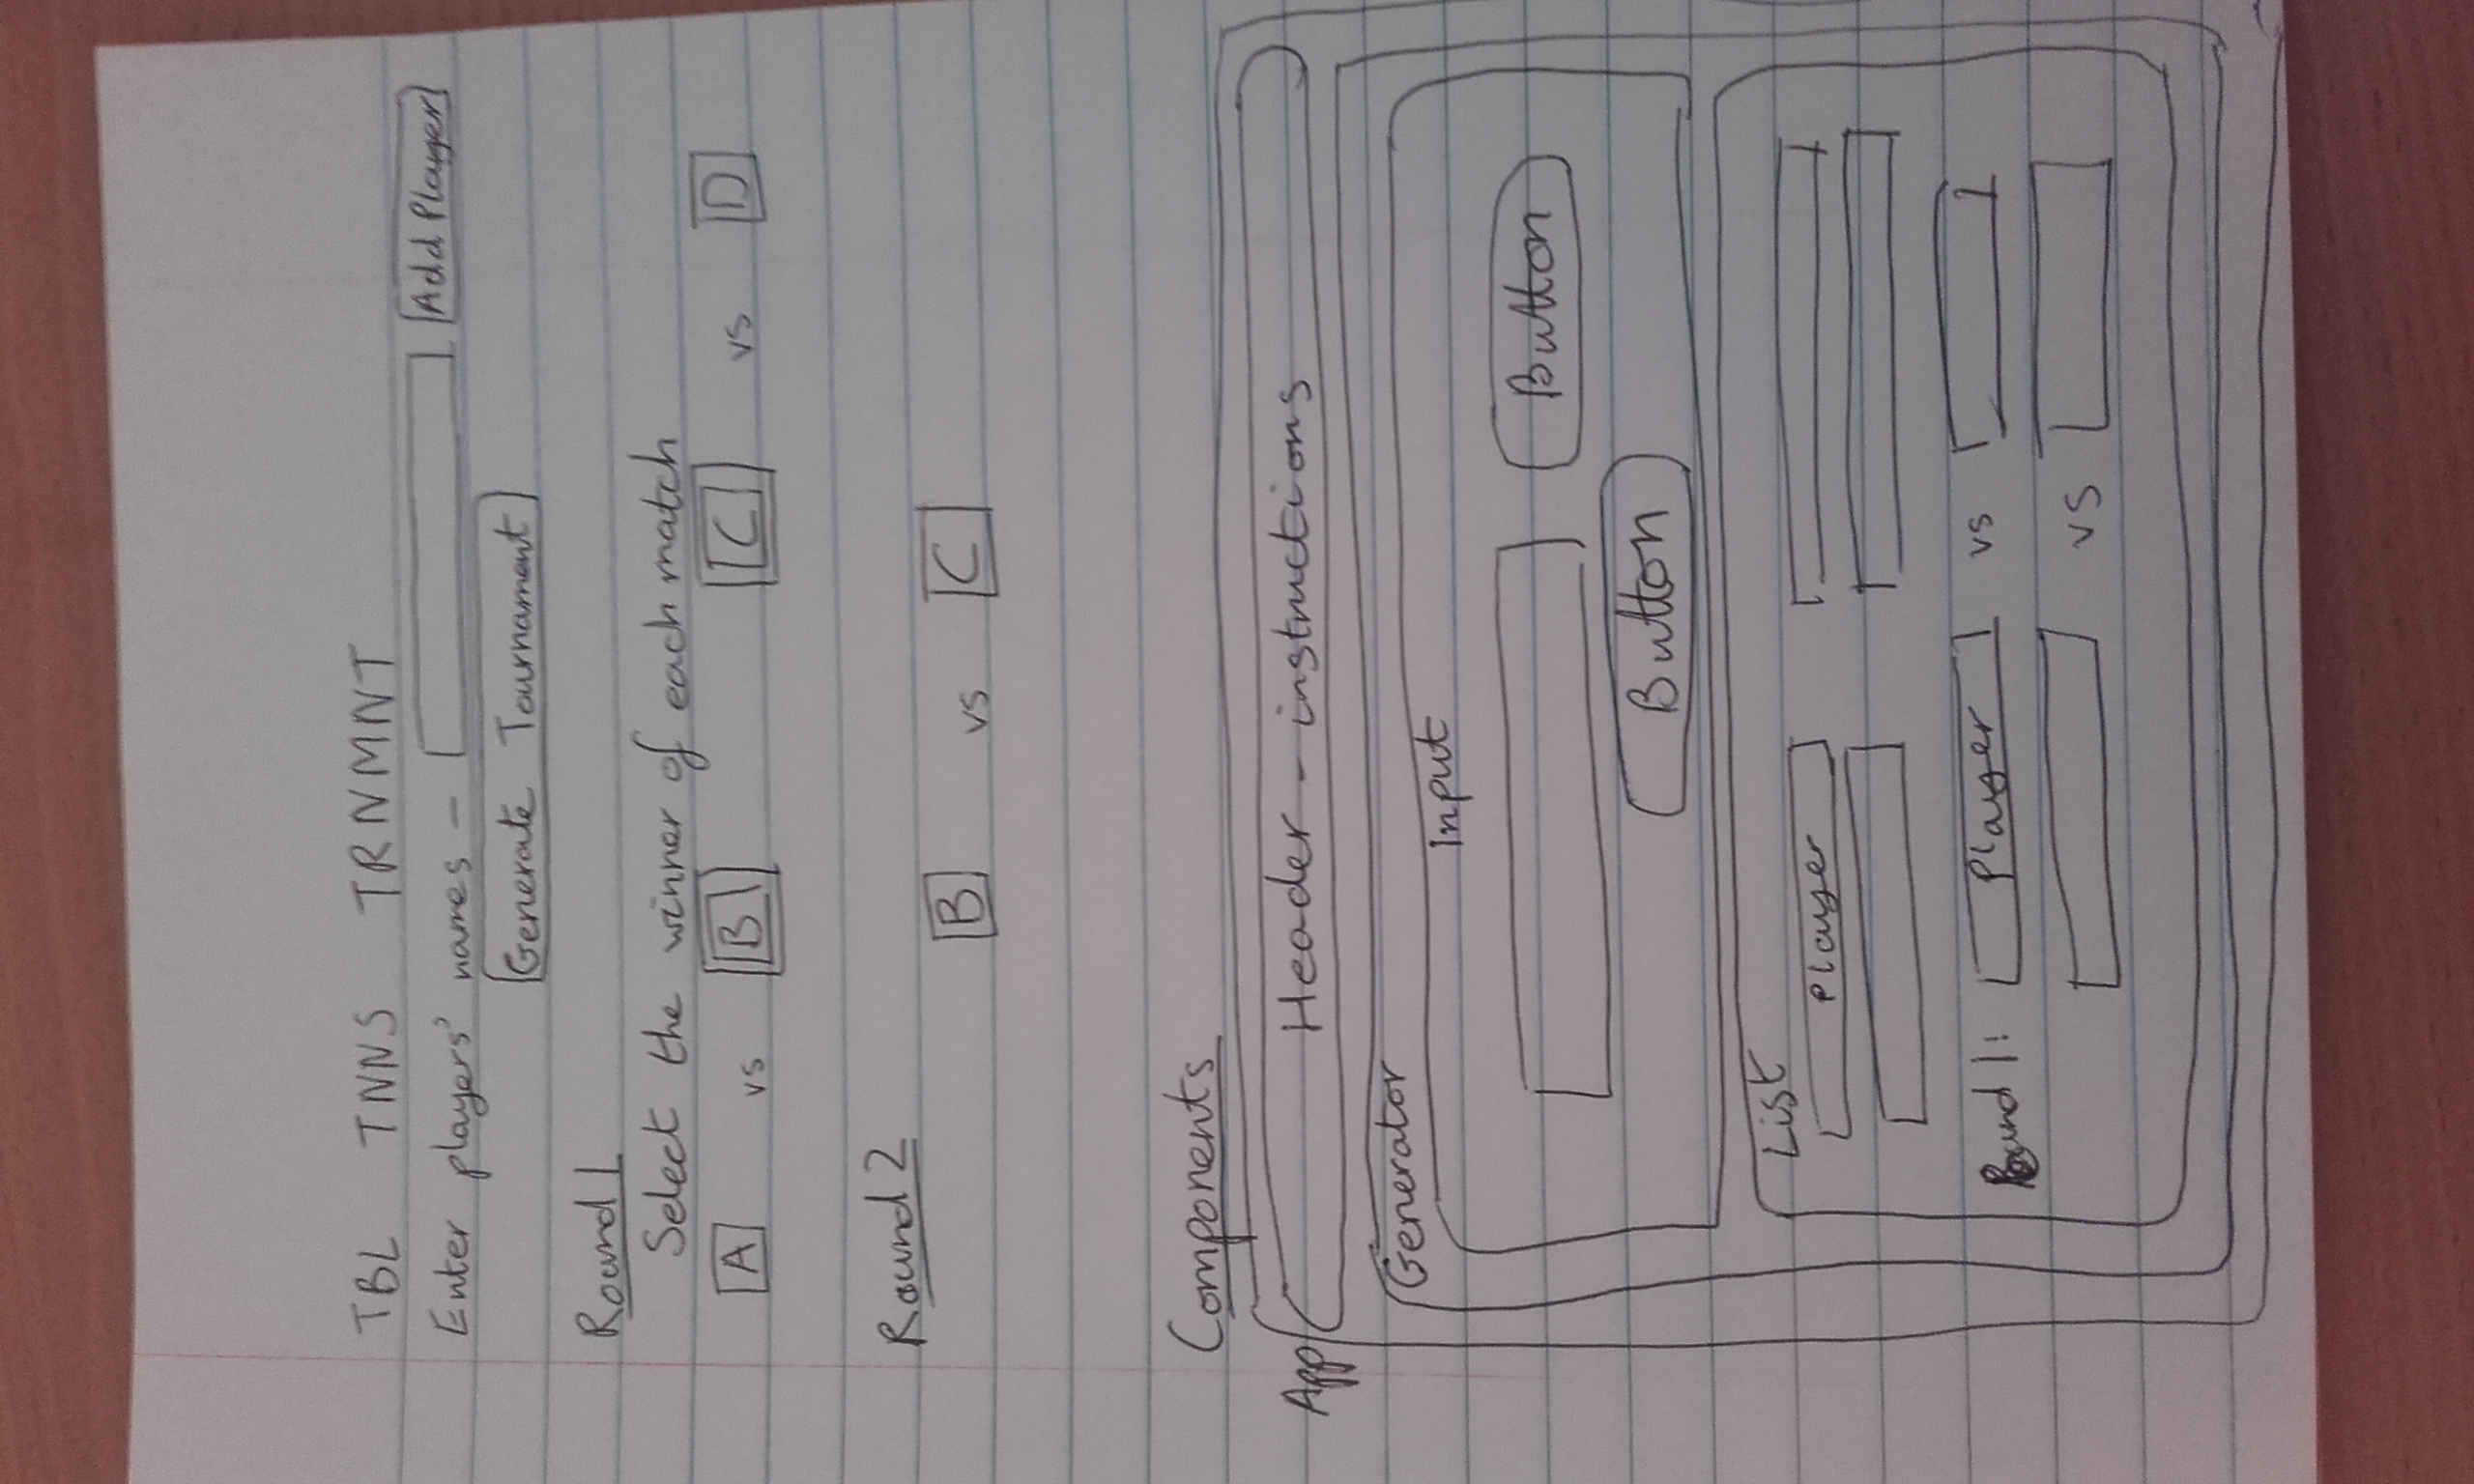 TBL TNNS TRNMNT
Enter players' names - Add Player
Generate Tournament
Round 1
Select the winner of each match
A vs B C vs D
Round 2
B vs C
Components
App Header - instructions
Generator
Input
Button
Button
List
Player
Round 1: Player vs
vs